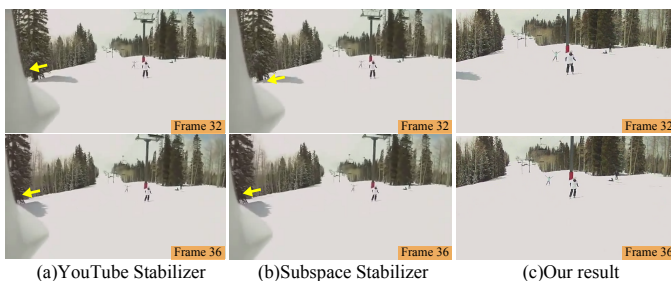 Frame 32
Frame 32
Frame 32
Frame 36
Frame 36
Frame 36
(a)YouTube Stabilizer
(b)Subspace Stabilizer
(c)Our result